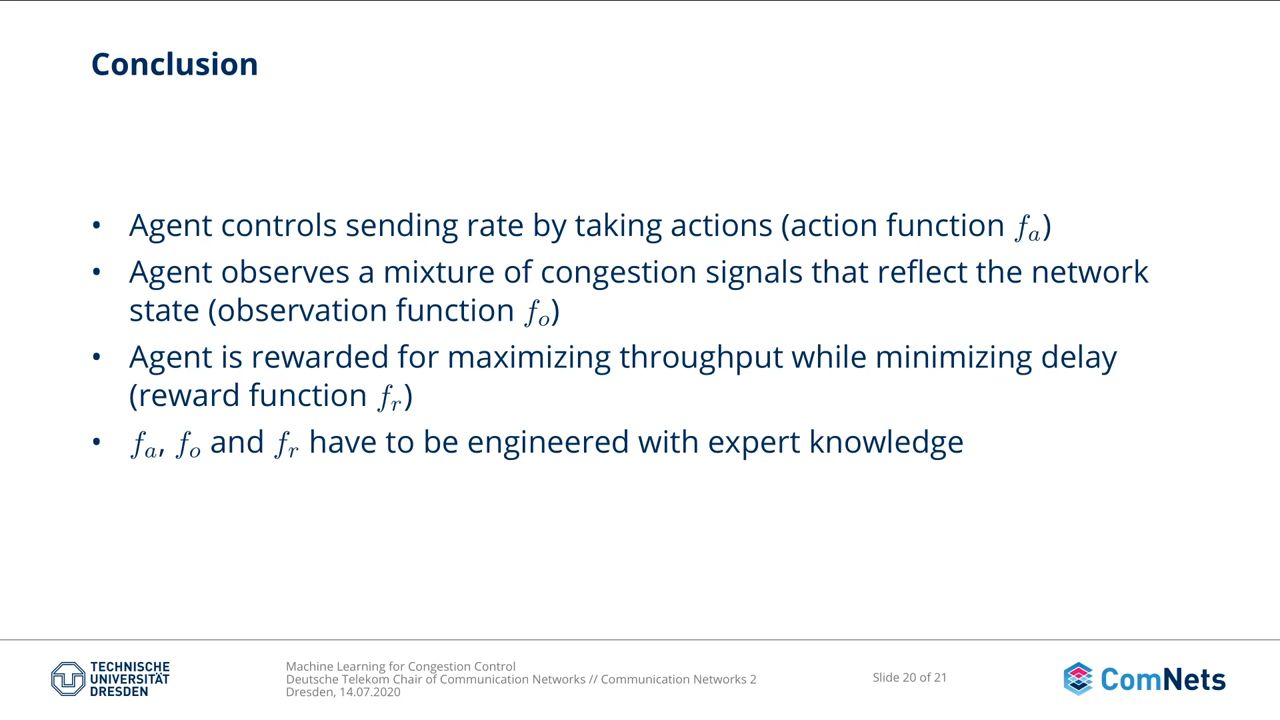 Conclusion
• Agent controls sending rate by taking actions (action function fₐ)
• Agent observes a mixture of congestion signals that reflect the network
state (observation function fₒ)
• Agent is rewarded for maximizing throughput while minimizing delay
(reward function fᵣ)
• fₐ, fₒ and fᵣ have to be engineered with expert knowledge
TECHNISCHE
UNIVERSITÄT
DRESDEN
Machine Learning for Congestion Control
Deutsche Telekom Chair of Communication Networks // Communication Networks 2
Dresden, 14.07.2020
Slide 20 of 21
ComNets